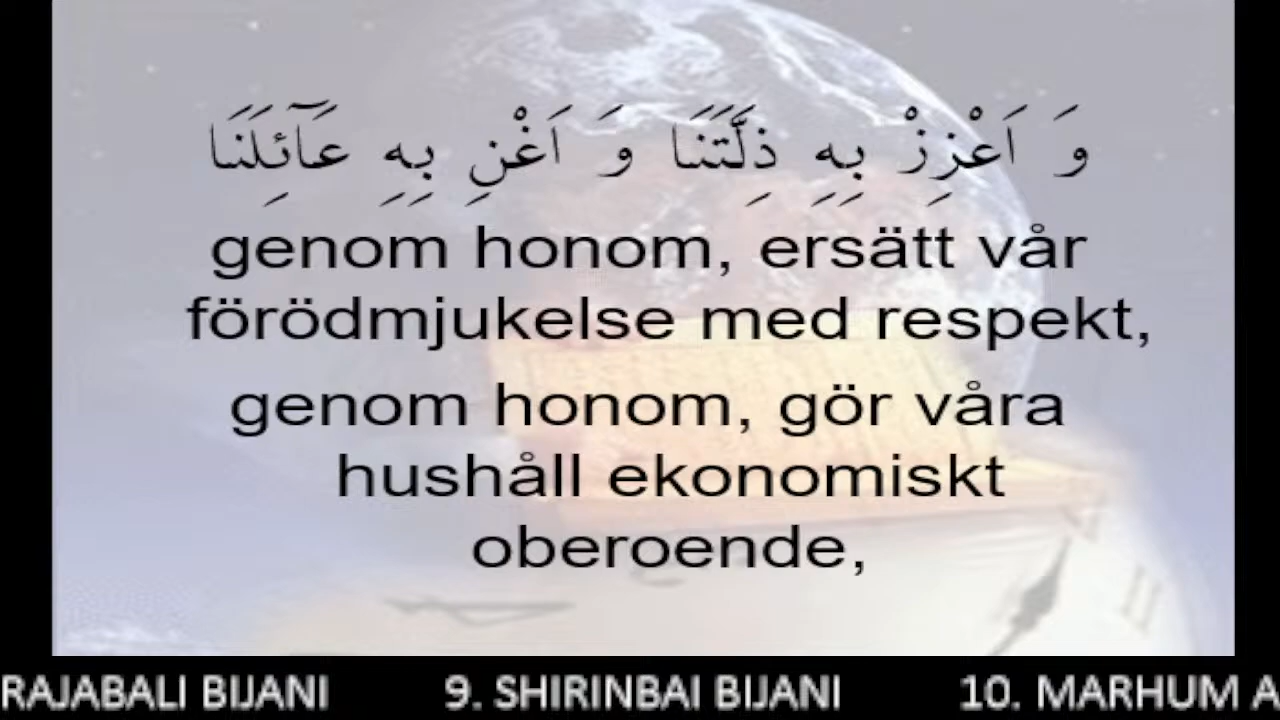 وَ اَعْزِزْ بِهِ ذِلَّتَنَا وَ اَغْنِ بِهِ عَآئِلَنَا
genom honom, ersätt vår
förödmjukelse med respekt,
genom honom, gör våra
hushåll ekonomiskt
oberoende,
RAJABALI BIJANI 9. SHIRINBAI BIJANI 10. MARHUM A